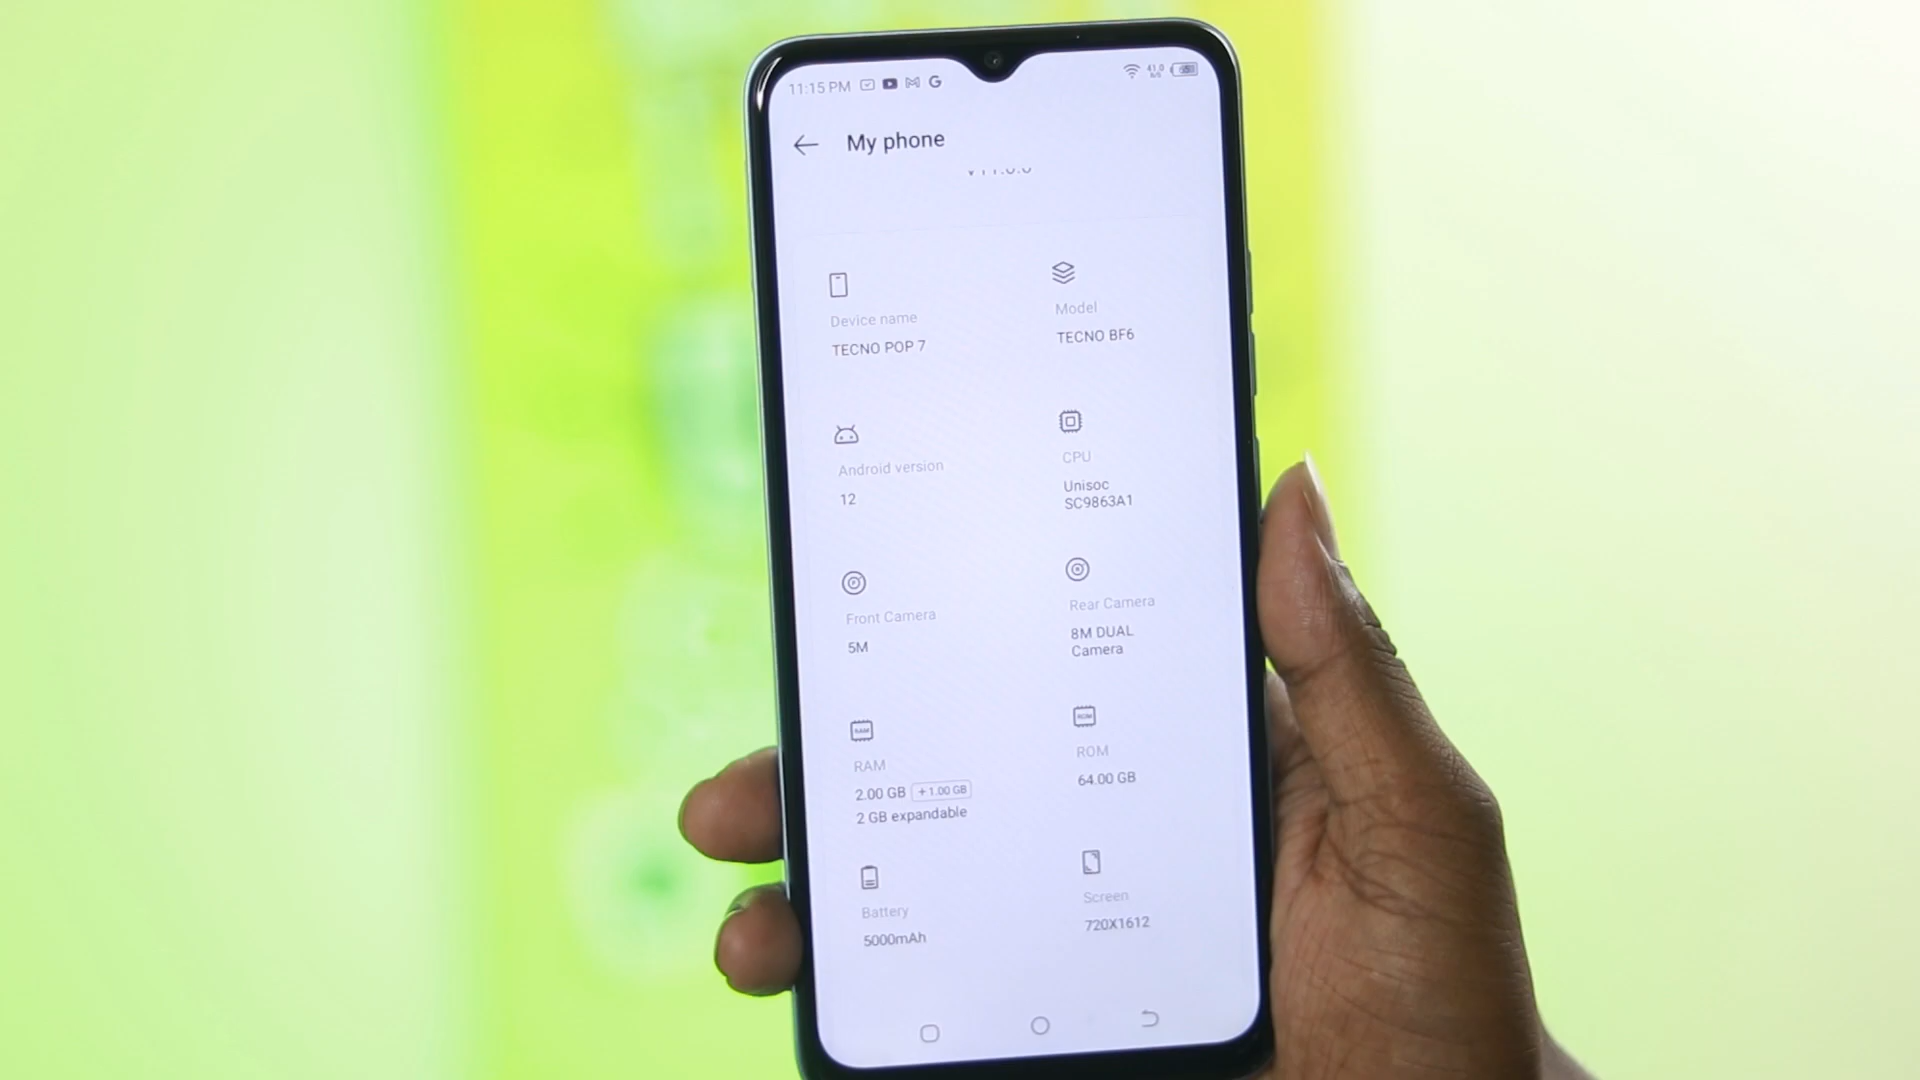 11:15 PM
My phone
Device name
TECNO POP 7
Model
TECNO BF6
Android version
12
CPU
Unisoc
SC9863A1
Front Camera
5M
Rear Camera
8M DUAL
Camera
RAM
RAM
2.00 GB +1.00 GB
2 GB expandable
ROM
ROM
64.00 GB
Battery
5000mAh
Screen
720X1612